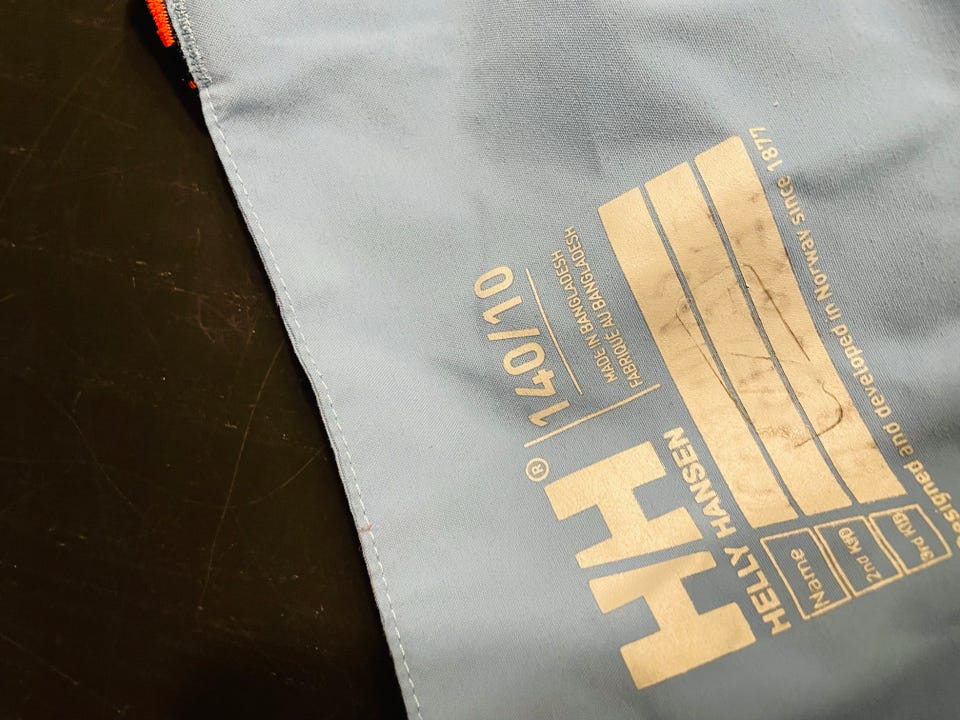 Designed and developed in Norway since 1877
Name
2nd Kid
3rd Kid
HELLY HANSEN
HH®
140/10
MADE IN BANGLADESH
FABRIQUÉ AU BANGLADESH